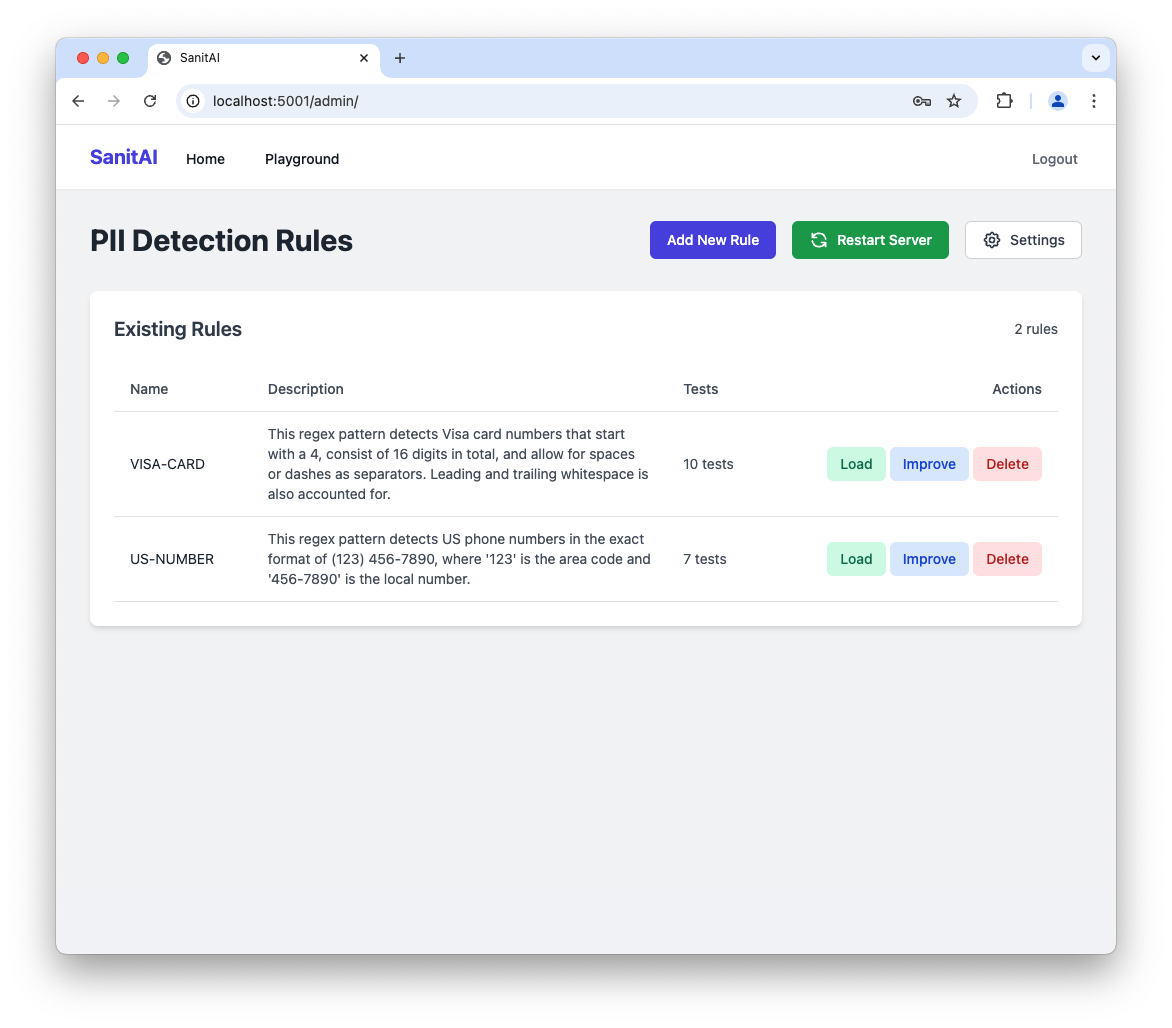 SanitAI
localhost:5001/admin/
SanitAI Home Playground Logout
PII Detection Rules Add New Rule Restart Server Settings
Existing Rules 2 rules
Name Description Tests Actions
This regex pattern detects Visa card numbers that start
with a 4, consist of 16 digits in total, and allow for spaces
VISA-CARD 10 tests Load Improve Delete
or dashes as separators. Leading and trailing whitespace is
also accounted for.
This regex pattern detects US phone numbers in the exact
US-NUMBER format of (123) 456-7890, where '123' is the area code and 7 tests Load Improve Delete
'456-7890' is the local number.